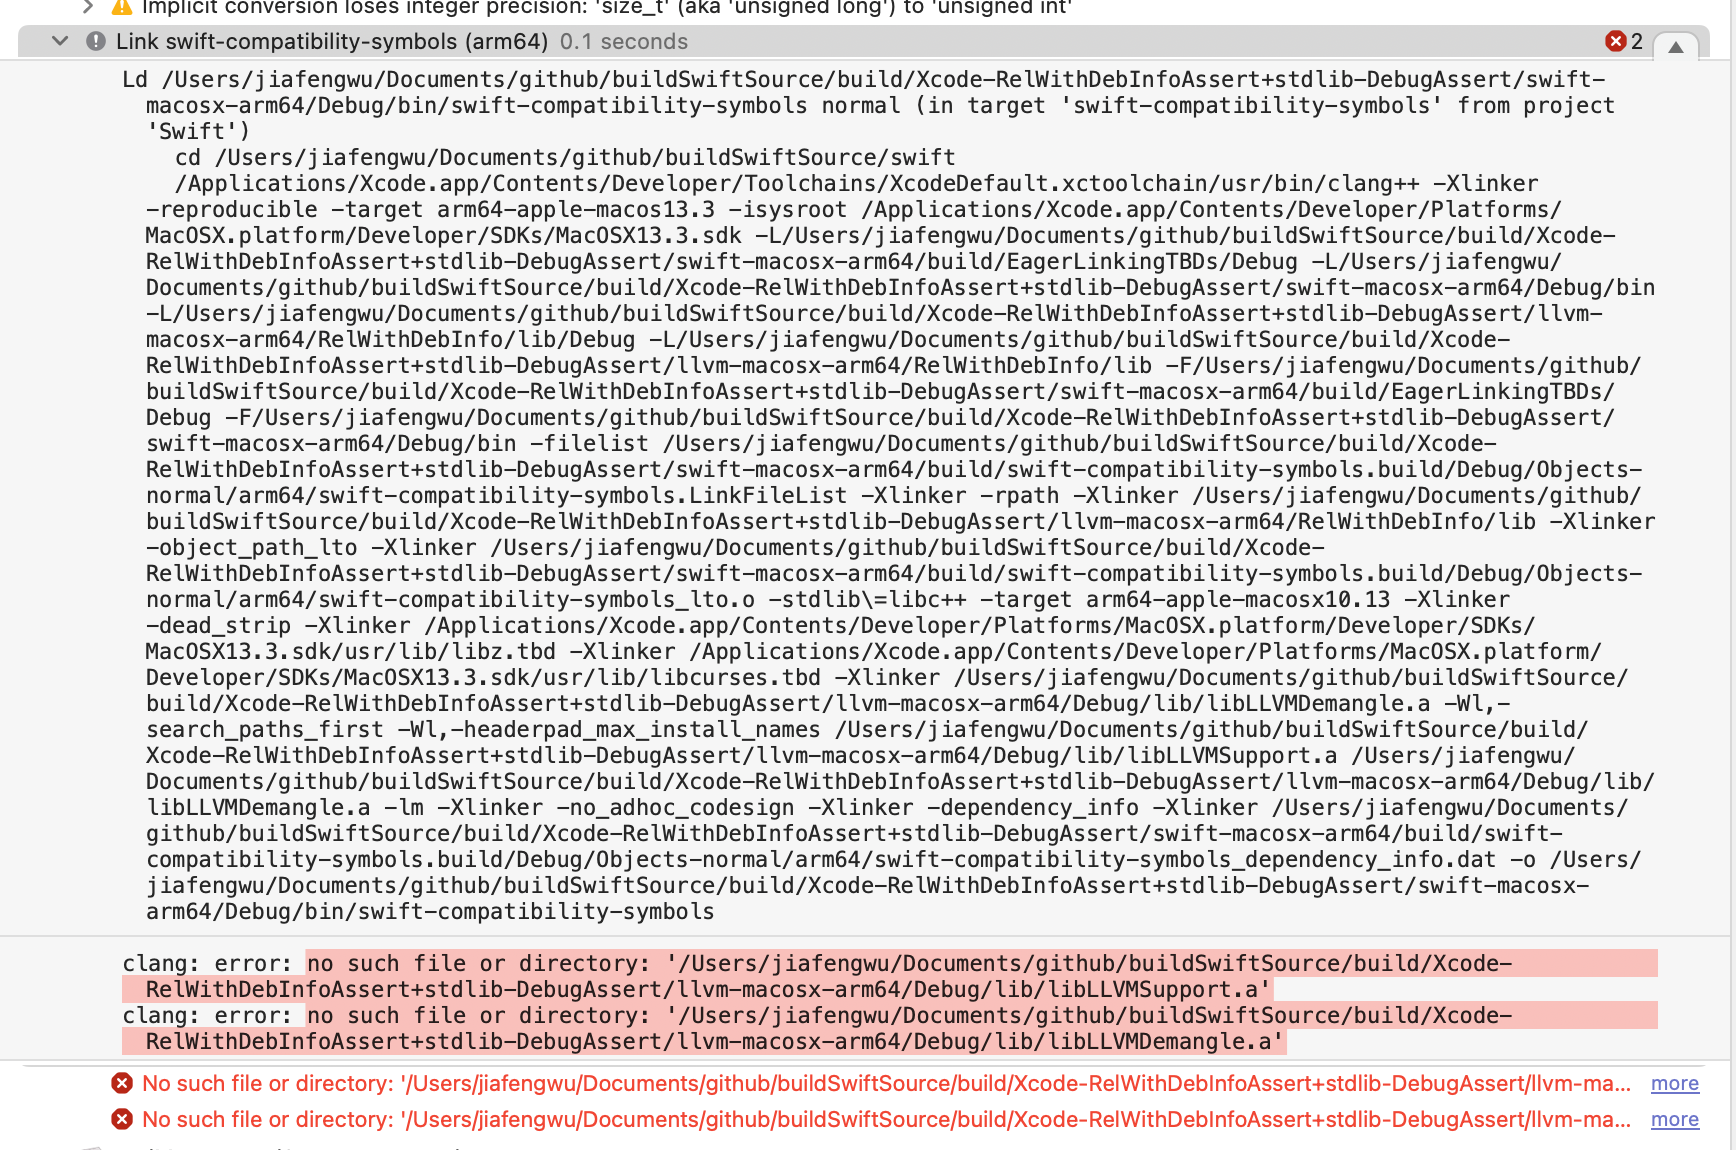 Implicit conversion loses integer precision: 'size_t' (aka 'unsigned long') to 'unsigned int'
Link swift-compatibility-symbols (arm64) 0.1 seconds 2
Ld /Users/jiafengwu/Documents/github/buildSwiftSource/build/Xcode-RelWithDebInfoAssert+stdlib-DebugAssert/swift-
macosx-arm64/Debug/bin/swift-compatibility-symbols normal (in target 'swift-compatibility-symbols' from project
'Swift')
cd /Users/jiafengwu/Documents/github/buildSwiftSource/swift
/Applications/Xcode.app/Contents/Developer/Toolchains/XcodeDefault.xctoolchain/usr/bin/clang++ -Xlinker
-reproducible -target arm64-apple-macos13.3 -isysroot /Applications/Xcode.app/Contents/Developer/Platforms/
MacOSX.platform/Developer/SDKs/MacOSX13.3.sdk -L/Users/jiafengwu/Documents/github/buildSwiftSource/build/Xcode-
RelWithDebInfoAssert+stdlib-DebugAssert/swift-macosx-arm64/build/EagerLinkingTBDs/Debug -L/Users/jiafengwu/
Documents/github/buildSwiftSource/build/Xcode-RelWithDebInfoAssert+stdlib-DebugAssert/swift-macosx-arm64/Debug/bin
-L/Users/jiafengwu/Documents/github/buildSwiftSource/build/Xcode-RelWithDebInfoAssert+stdlib-DebugAssert/llvm-
macosx-arm64/RelWithDebInfo/lib/Debug -L/Users/jiafengwu/Documents/github/buildSwiftSource/build/Xcode-
RelWithDebInfoAssert+stdlib-DebugAssert/llvm-macosx-arm64/RelWithDebInfo/lib -F/Users/jiafengwu/Documents/github/
buildSwiftSource/build/Xcode-RelWithDebInfoAssert+stdlib-DebugAssert/swift-macosx-arm64/build/EagerLinkingTBDs/
Debug -F/Users/jiafengwu/Documents/github/buildSwiftSource/build/Xcode-RelWithDebInfoAssert+stdlib-DebugAssert/
swift-macosx-arm64/Debug/bin -filelist /Users/jiafengwu/Documents/github/buildSwiftSource/build/Xcode-
RelWithDebInfoAssert+stdlib-DebugAssert/swift-macosx-arm64/build/swift-compatibility-symbols.build/Debug/Objects-
normal/arm64/swift-compatibility-symbols.LinkFileList -Xlinker -rpath -Xlinker /Users/jiafengwu/Documents/github/
buildSwiftSource/build/Xcode-RelWithDebInfoAssert+stdlib-DebugAssert/llvm-macosx-arm64/RelWithDebInfo/lib -Xlinker
-object_path_lto -Xlinker /Users/jiafengwu/Documents/github/buildSwiftSource/build/Xcode-
RelWithDebInfoAssert+stdlib-DebugAssert/swift-macosx-arm64/build/swift-compatibility-symbols.build/Debug/Objects-
normal/arm64/swift-compatibility-symbols_lto.o -stdlib\=libc++ -target arm64-apple-macosx10.13 -Xlinker
-dead_strip -Xlinker /Applications/Xcode.app/Contents/Developer/Platforms/MacOSX.platform/Developer/SDKs/
MacOSX13.3.sdk/usr/lib/libz.tbd -Xlinker /Applications/Xcode.app/Contents/Developer/Platforms/MacOSX.platform/
Developer/SDKs/MacOSX13.3.sdk/usr/lib/libcurses.tbd -Xlinker /Users/jiafengwu/Documents/github/buildSwiftSource/
build/Xcode-RelWithDebInfoAssert+stdlib-DebugAssert/llvm-macosx-arm64/Debug/lib/libLLVMDemangle.a -Wl,-
search_paths_first -Wl,-headerpad_max_install_names /Users/jiafengwu/Documents/github/buildSwiftSource/build/
Xcode-RelWithDebInfoAssert+stdlib-DebugAssert/llvm-macosx-arm64/Debug/lib/libLLVMSupport.a /Users/jiafengwu/
Documents/github/buildSwiftSource/build/Xcode-RelWithDebInfoAssert+stdlib-DebugAssert/llvm-macosx-arm64/Debug/lib/
libLLVMDemangle.a -lm -Xlinker -no_adhoc_codesign -Xlinker -dependency_info -Xlinker /Users/jiafengwu/Documents/
github/buildSwiftSource/build/Xcode-RelWithDebInfoAssert+stdlib-DebugAssert/swift-macosx-arm64/build/swift-
compatibility-symbols.build/Debug/Objects-normal/arm64/swift-compatibility-symbols_dependency_info.dat -o /Users/
jiafengwu/Documents/github/buildSwiftSource/build/Xcode-RelWithDebInfoAssert+stdlib-DebugAssert/swift-macosx-
arm64/Debug/bin/swift-compatibility-symbols
clang: error: no such file or directory: '/Users/jiafengwu/Documents/github/buildSwiftSource/build/Xcode-
RelWithDebInfoAssert+stdlib-DebugAssert/llvm-macosx-arm64/Debug/lib/libLLVMSupport.a'
clang: error: no such file or directory: '/Users/jiafengwu/Documents/github/buildSwiftSource/build/Xcode-
RelWithDebInfoAssert+stdlib-DebugAssert/llvm-macosx-arm64/Debug/lib/libLLVMDemangle.a'
No such file or directory: '/Users/jiafengwu/Documents/github/buildSwiftSource/build/Xcode-RelWithDebInfoAssert+stdlib-DebugAssert/llvm-ma... more
No such file or directory: '/Users/jiafengwu/Documents/github/buildSwiftSource/build/Xcode-RelWithDebInfoAssert+stdlib-DebugAssert/llvm-ma... more